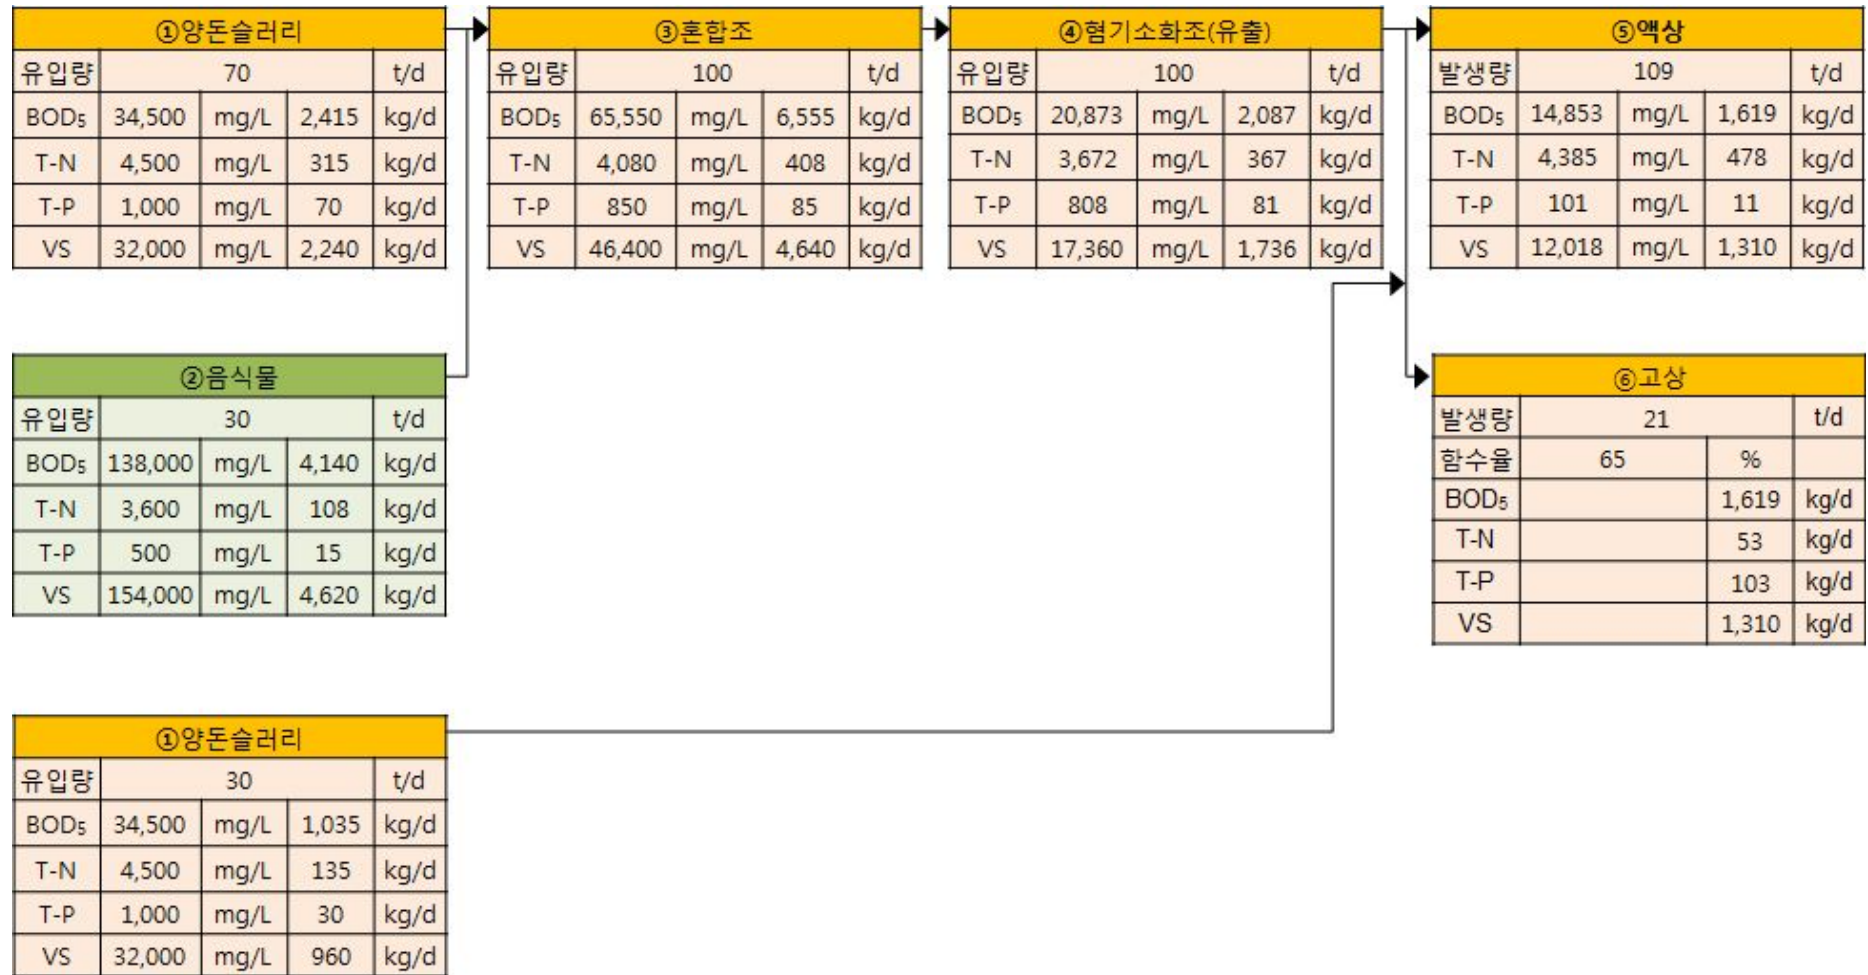 ①양돈슬러리
유입량 70 t/d
BOD₅ 34,500 mg/L 2,415 kg/d
T-N 4,500 mg/L 315 kg/d
T-P 1,000 mg/L 70 kg/d
VS 32,000 mg/L 2,240 kg/d
③혼합조
유입량 100 t/d
BOD₅ 65,550 mg/L 6,555 kg/d
T-N 4,080 mg/L 408 kg/d
T-P 850 mg/L 85 kg/d
VS 46,400 mg/L 4,640 kg/d
④혐기소화조(유출)
유입량 100 t/d
BOD₅ 20,873 mg/L 2,087 kg/d
T-N 3,672 mg/L 367 kg/d
T-P 808 mg/L 81 kg/d
VS 17,360 mg/L 1,736 kg/d
⑤액상
발생량 109 t/d
BOD₅ 14,853 mg/L 1,619 kg/d
T-N 4,385 mg/L 478 kg/d
T-P 101 mg/L 11 kg/d
VS 12,018 mg/L 1,310 kg/d
②음식물
유입량 30 t/d
BOD₅ 138,000 mg/L 4,140 kg/d
T-N 3,600 mg/L 108 kg/d
T-P 500 mg/L 15 kg/d
VS 154,000 mg/L 4,620 kg/d
⑥고상
발생량 21 t/d
함수율 65 %
BOD₅ 1,619 kg/d
T-N 53 kg/d
T-P 103 kg/d
VS 1,310 kg/d
①양돈슬러리
유입량 30 t/d
BOD₅ 34,500 mg/L 1,035 kg/d
T-N 4,500 mg/L 135 kg/d
T-P 1,000 mg/L 30 kg/d
VS 32,000 mg/L 960 kg/d